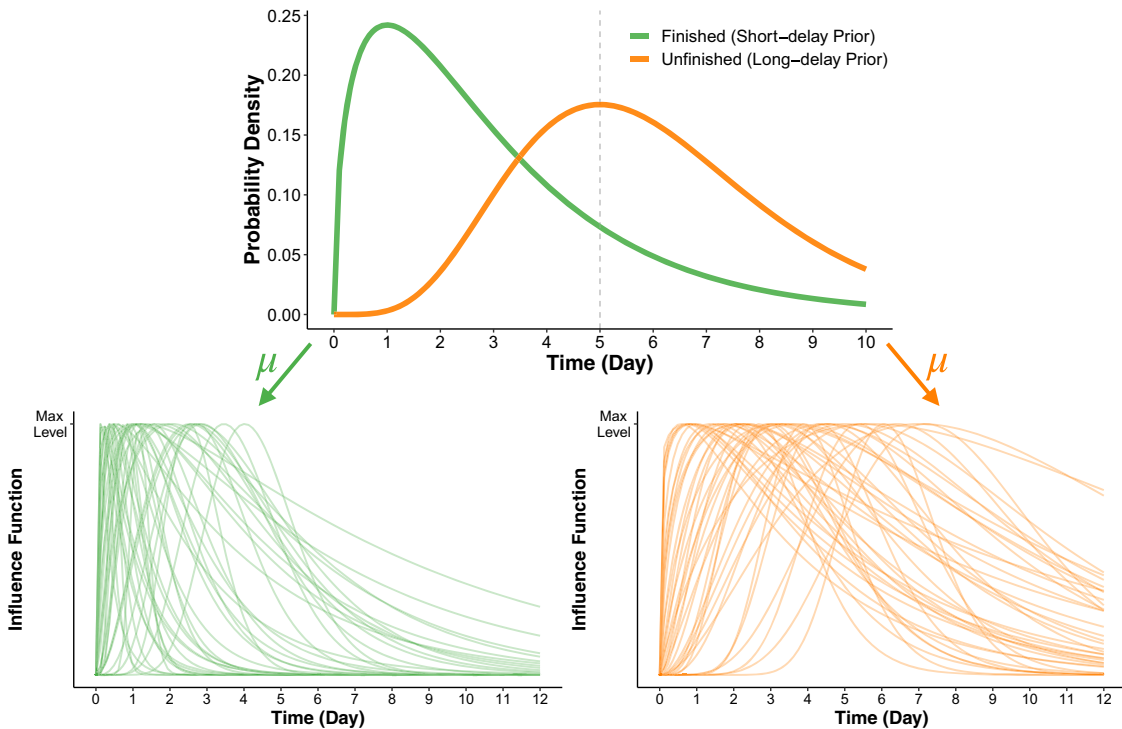 0.25
0.20
0.15
0.10
0.05
0.00
Probability Density
Finished (Short−delay Prior)
Unfinished (Long−delay Prior)
0 1 2 3 4 5 6 7 8 9 10
Time (Day)
μ
μ
Max
Level
Influence Function
0 1 2 3 4 5 6 7 8 9 10 11 12
Time (Day)
Max
Level
Influence Function
0 1 2 3 4 5 6 7 8 9 10 11 12
Time (Day)